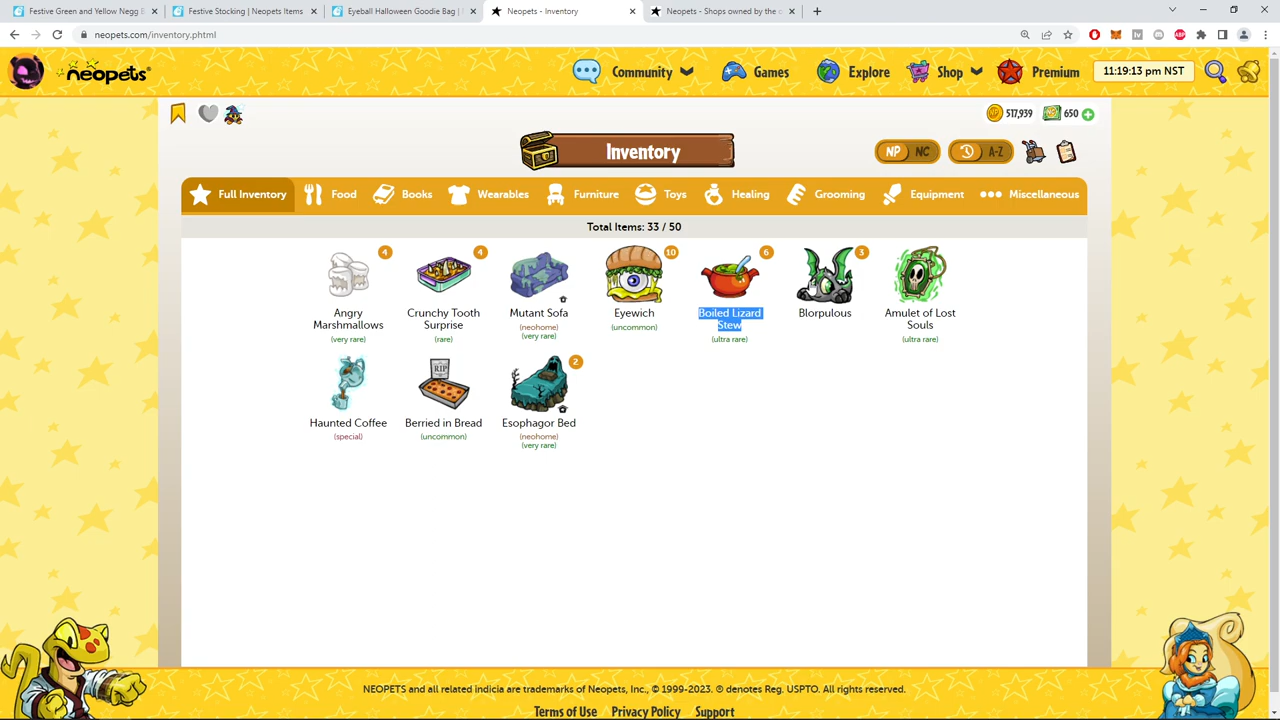 Festive Green and Yellow Negg B
Festive Stocking | Neopets Items
Eyeball Halloween Goodie Bag |
Neopets - Inventory
Neopets - Shops owned by the c
neopets.com/inventory.phtml
neopets®
Community
Games
Explore
Shop
Premium
11:19:13 pm NST
517,939
650
Inventory
NP NC
A-Z
Full Inventory
Food
Books
Wearables
Furniture
Toys
Healing
Grooming
Equipment
Miscellaneous
Total Items: 33 / 50
4
4
10
6
3
Angry Marshmallows
(very rare)
Crunchy Tooth Surprise
(rare)
Mutant Sofa
(neohome)
(very rare)
Eyewich
(uncommon)
Boiled Lizard Stew
(ultra rare)
Blorpulous
Amulet of Lost Souls
(ultra rare)
2
RIP
Haunted Coffee
(special)
Berried in Bread
(uncommon)
Esophagor Bed
(neohome)
(very rare)
NEOPETS and all related indicia are trademarks of Neopets, Inc., © 1999-2023. ® denotes Reg. USPTO. All rights reserved.
Terms of Use Privacy Policy Support